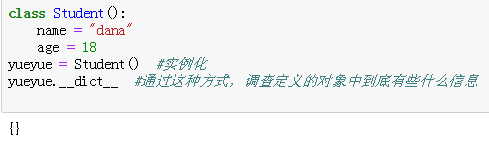 class Student():
    name = "dana"
    age = 18
yueyue = Student()  #实例化
yueyue.__dict__  #通过这种方式，调查定义的对象中到底有些什么信息
{}